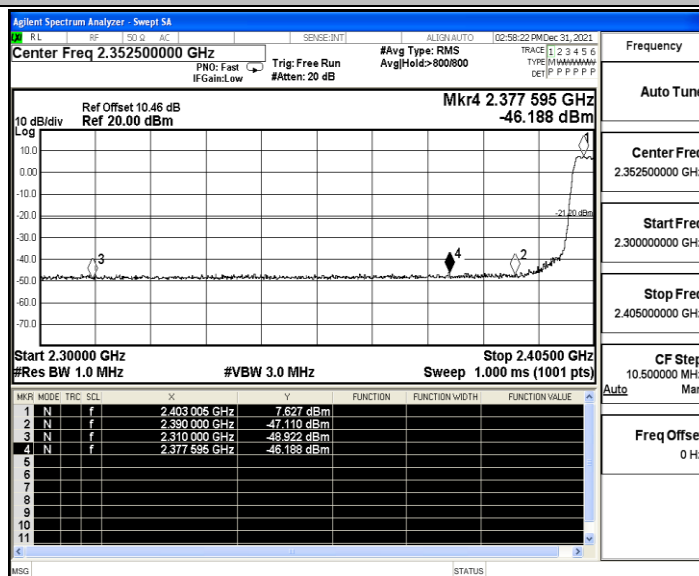 Agilent Spectrum Analyzer - Swept SA
RL RF 50 Ω AC SENSE:INT ALIGNAUTO 02:58:22 PMDec 31, 2021
Center Freq 2.352500000 GHz
PNO: Fast
IFGain:Low
Trig: Free Run
#Atten: 20 dB
#Avg Type: RMS
Avg|Hold:>800/800
TRACE 1 2 3 4 5 6
TYPE MWWWWW
DET P P P P P P
Ref Offset 10.46 dB
10 dB/div Ref 20.00 dBm
Log
Mkr4 2.377 595 GHz
-46.188 dBm
10.0
0.00
-10.0
-20.0
-30.0
-40.0
-50.0
-60.0
-70.0
1
-21.20 dBm
3
4
2
Start 2.30000 GHz Stop 2.40500 GHz
#Res BW 1.0 MHz #VBW 3.0 MHz Sweep 1.000 ms (1001 pts)
MKR MODE TRC SCL X Y FUNCTION FUNCTION WIDTH FUNCTION VALUE
1 N f 2.403 005 GHz 7.627 dBm
2 N f 2.390 000 GHz -47.110 dBm
3 N f 2.310 000 GHz -48.922 dBm
4 N f 2.377 595 GHz -46.188 dBm
5
6
7
8
9
10
11
MSG STATUS
Frequency
Auto Tune
Center Freq
2.352500000 GHz
Start Freq
2.300000000 GHz
Stop Freq
2.405000000 GHz
CF Step
10.500000 MHz
Auto Man
Freq Offset
0 Hz